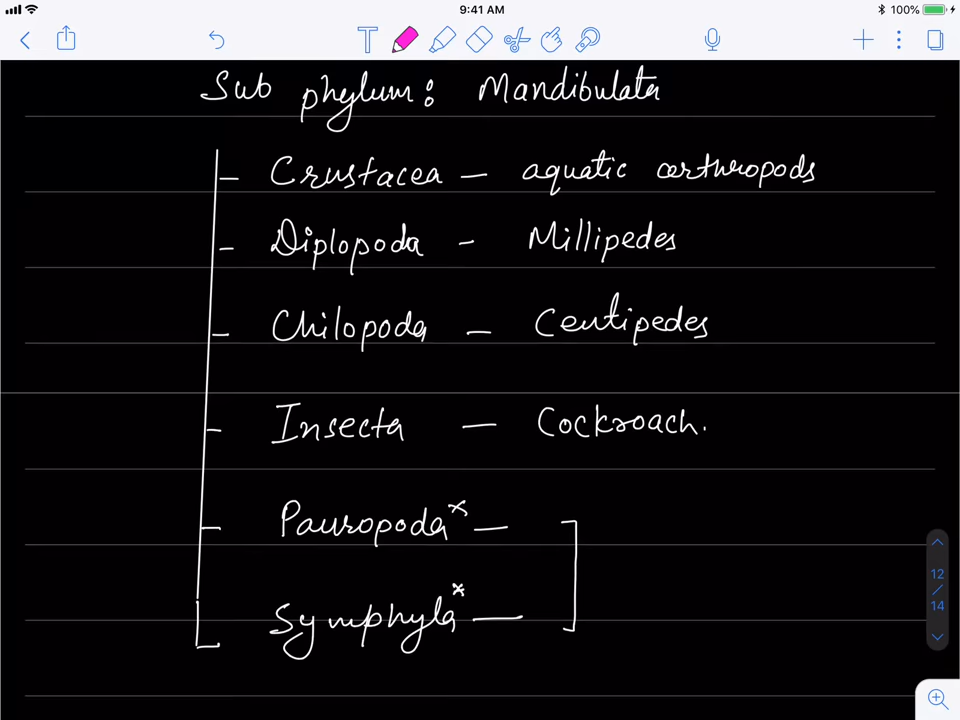 9:41 AM
100%
T
Sub phylum: Mandibulata
Crustacea – aquatic arthropods
Diplopoda - Millipedes
Chilopoda – Centipedes
Insecta – Cockroach.
Pauropoda* –
Symphyla* –
12
/
14